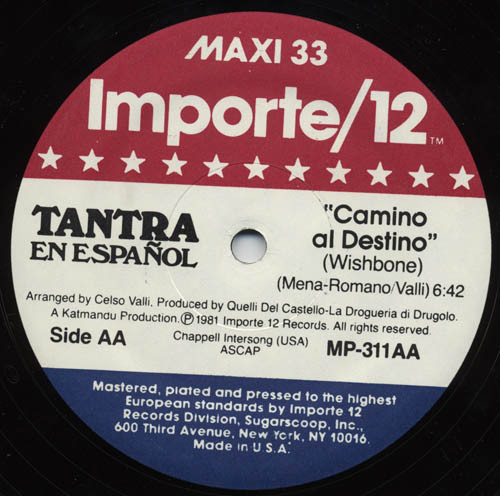 MAXI 33
Importe/12™
TANTRA
EN ESPAÑOL
"Camino
al Destino"
(Wishbone)
(Mena-Romano/Valli) 6:42
Arranged by Celso Valli. Produced by Quelli Del Castello-La Drogueria di Drugolo.
A Katmandu Production. Ⓟ 1981 Importe 12 Records. All rights reserved.
Side AA
Chappell Intersong (USA)
ASCAP
MP-311AA
Mastered, plated and pressed to the highest
European standards by Importe 12
Records Division, Sugarscoop, Inc.,
600 Third Avenue, New York, NY 10016.
Made in U.S.A.